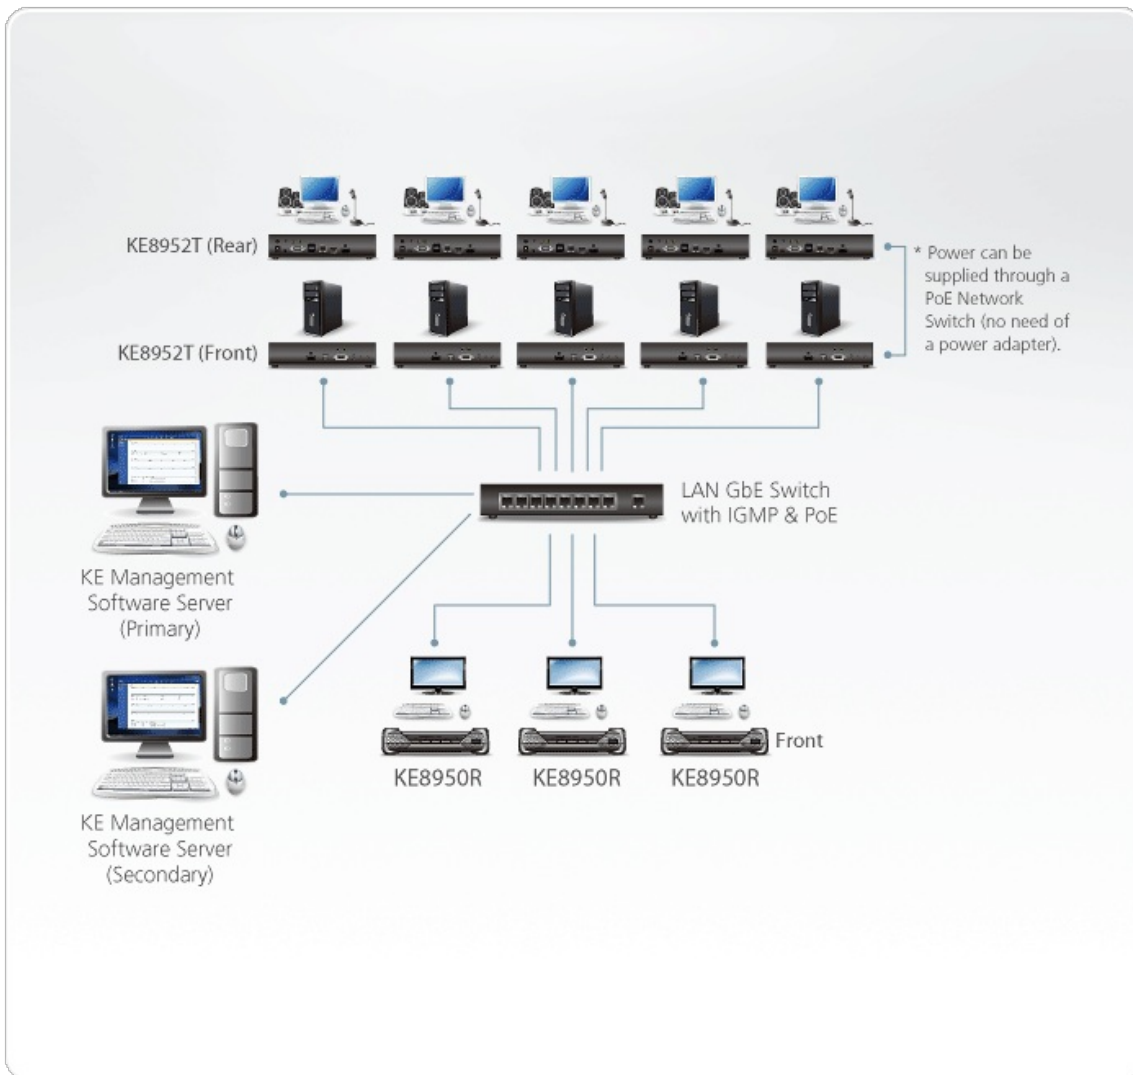 KE8952T (Rear)
* Power can be
supplied through a
PoE Network
Switch (no need of
a power adapter).
KE8952T (Front)
LAN GbE Switch
with IGMP & PoE
KE Management
Software Server
(Primary)
Front
KE8950R
KE8950R
KE8950R
KE Management
Software Server
(Secondary)